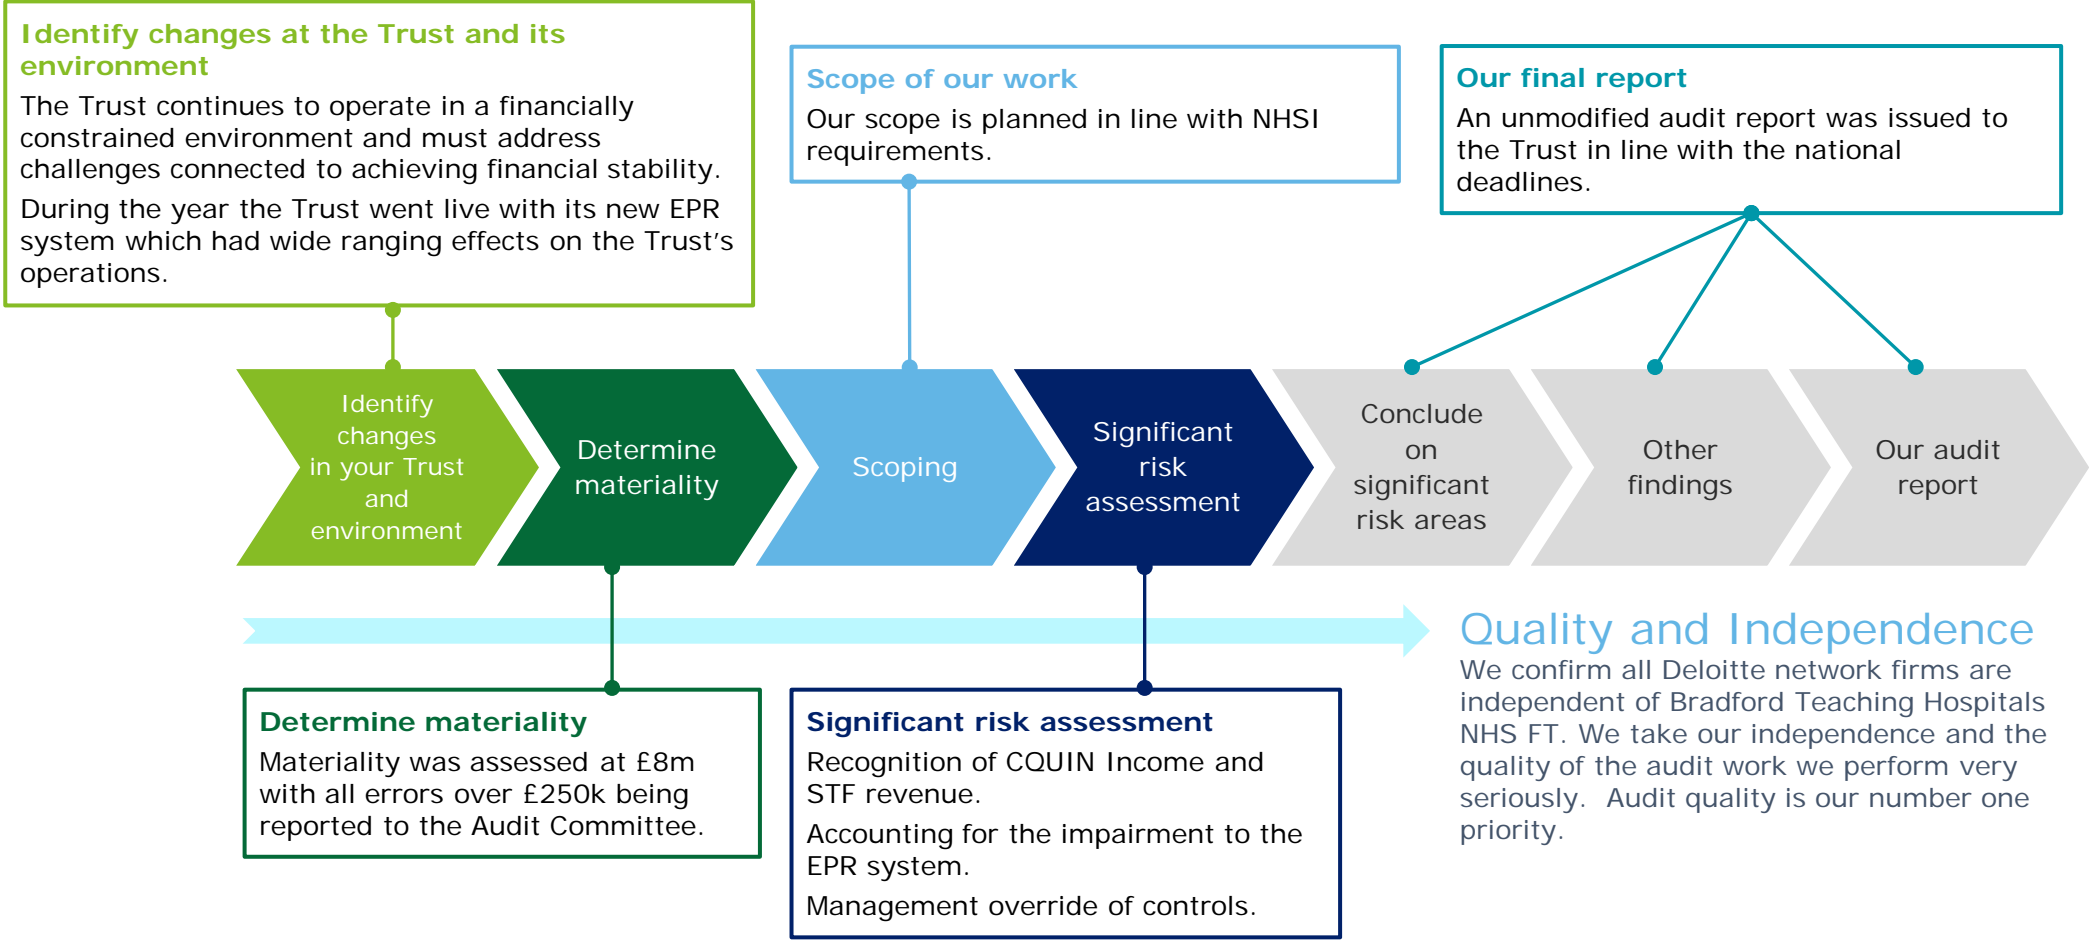 Identify changes at the Trust and its
environment
The Trust continues to operate in a financially
constrained environment and must address
challenges connected to achieving financial stability.
During the year the Trust went live with its new EPR
system which had wide ranging effects on the Trust’s
operations.
Scope of our work
Our scope is planned in line with NHSI
requirements.
Our final report
An unmodified audit report was issued to
the Trust in line with the national
deadlines.
Identify
changes
in your Trust
and
environment
Determine
materiality
Scoping
Significant
risk
assessment
Conclude
on
significant
risk areas
Other
findings
Our audit
report
Determine materiality
Materiality was assessed at £8m
with all errors over £250k being
reported to the Audit Committee.
Significant risk assessment
Recognition of CQUIN Income and
STF revenue.
Accounting for the impairment to the
EPR system.
Management override of controls.
Quality and Independence
We confirm all Deloitte network firms are
independent of Bradford Teaching Hospitals
NHS FT. We take our independence and the
quality of the audit work we perform very
seriously.  Audit quality is our number one
priority.